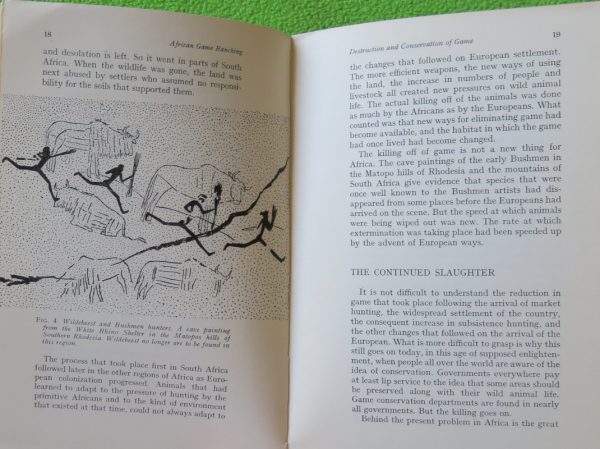 18
African Game Ranching
and desolation is left. So it went in parts of South
Africa. When the wildlife was gone, the land was
next abused by settlers who assumed no responsi-
bility for the soils that supported them.
FIG. 4 Wildebeest and Bushmen hunters. A cave painting
from the White Rhino Shelter in the Matopos hills of
Southern Rhodesia. Wildebeest no longer are to be found in
this region.
The process that took place first in South Africa
followed later in the other regions of Africa as Euro-
pean colonization progressed. Animals that had
learned to adapt to the pressure of hunting by the
primitive Africans and to the kind of environment
that existed at that time, could not always adapt to
Destruction and Conservation of Game
19
the changes that followed on European settlement.
The more efficient weapons, the new ways of using
the land, the increase in numbers of people and
livestock all created new pressures on wild animal
life. The actual killing off of the animals was done
as much by the Africans as by the Europeans. What
counted was that new ways for eliminating game had
become available, and the habitat in which the game
had once lived had become changed.
The killing off of game is not a new thing for
Africa. The cave paintings of the early Bushmen in
the Matopo hills of Rhodesia and the mountains of
South Africa give evidence that species that were
once well known to the Bushmen artists had dis-
appeared from some places before the Europeans had
arrived on the scene. But the speed at which animals
were being wiped out was new. The rate at which
extermination was taking place had been speeded up
by the advent of European ways.
THE CONTINUED SLAUGHTER
It is not difficult to understand the reduction in
game that took place following the arrival of market
hunting, the widespread settlement of the country,
the consequent increase in subsistence hunting, and
the other changes that followed on the arrival of the
European. What is more difficult to grasp is why this
still goes on today, in this age of supposed enlighten-
ment, when people all over the world are aware of the
idea of conservation. Governments everywhere pay
at least lip service to the idea that some areas should
be preserved along with their wild animal life.
Game conservation departments are found in nearly
all governments. But the killing goes on.
Behind the present problem in Africa is the great